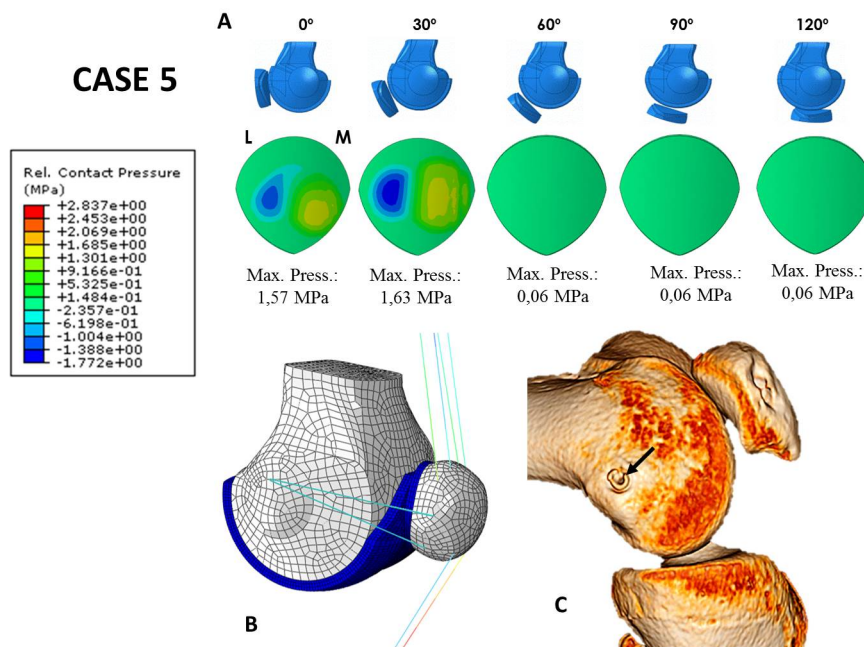 A
0º 30º 60º 90º 120º
CASE 5
L M
Rel. Contact Pressure
(MPa)
+2.837e+00
+2.453e+00
+2.069e+00
+1.685e+00
+1.301e+00
+9.166e-01
+5.325e-01
+1.484e-01
-2.357e-01
-6.198e-01
-1.004e+00
-1.388e+00
-1.772e+00
Max. Press.: Max. Press.: Max. Press.: Max. Press.: Max. Press.:
1,57 MPa 1,63 MPa 0,06 MPa 0,06 MPa 0,06 MPa
B
C